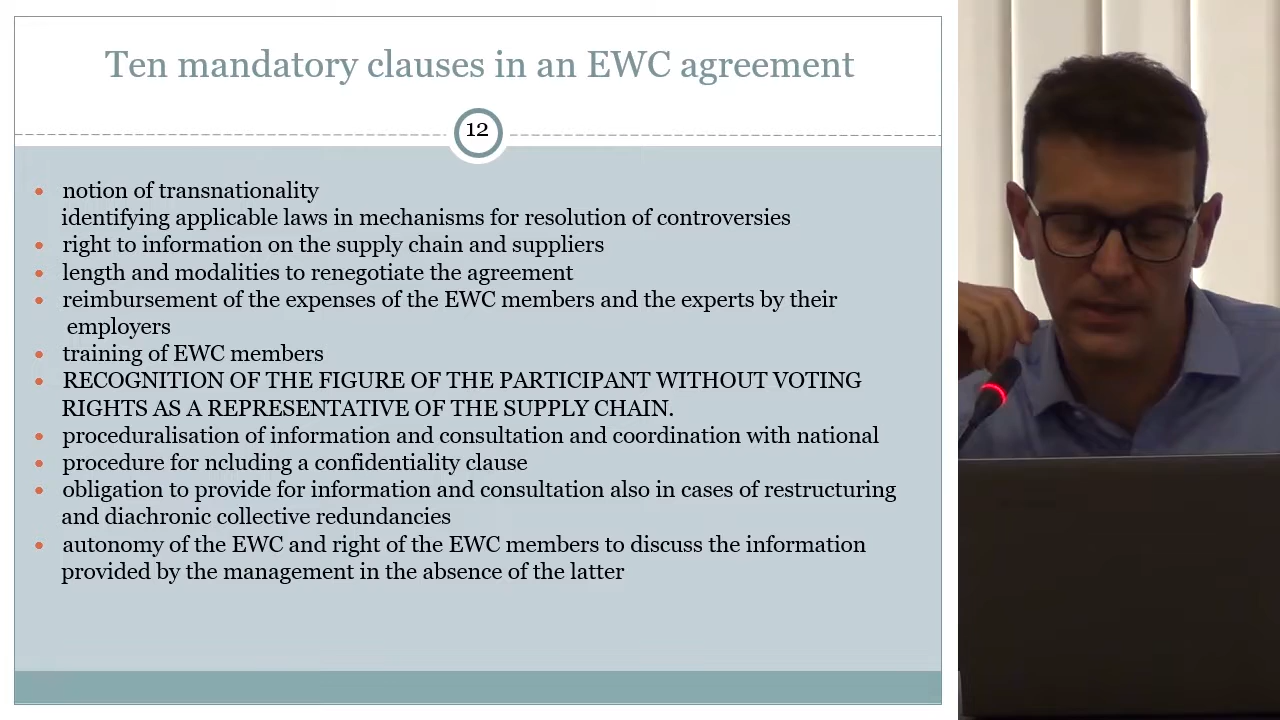 Ten mandatory clauses in an EWC agreement
12
notion of transnationality
identifying applicable laws in mechanisms for resolution of controversies
right to information on the supply chain and suppliers
length and modalities to renegotiate the agreement
reimbursement of the expenses of the EWC members and the experts by their
employers
training of EWC members
RECOGNITION OF THE FIGURE OF THE PARTICIPANT WITHOUT VOTING
RIGHTS AS A REPRESENTATIVE OF THE SUPPLY CHAIN.
proceduralisation of information and consultation and coordination with national
procedure for ncluding a confidentiality clause
obligation to provide for information and consultation also in cases of restructuring
and diachronic collective redundancies
autonomy of the EWC and right of the EWC members to discuss the information
provided by the management in the absence of the latter